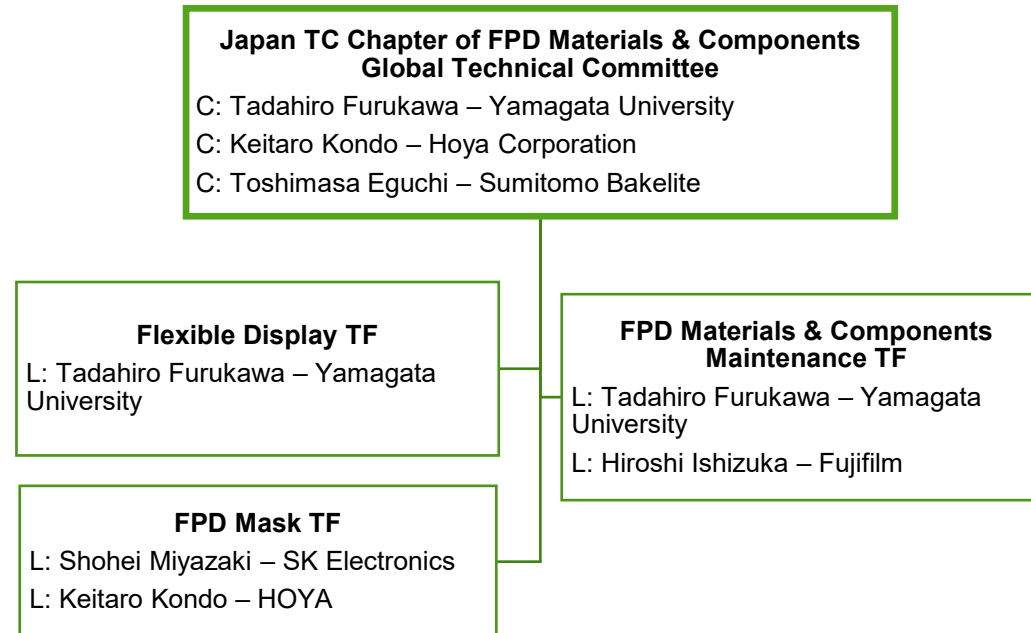 Japan TC Chapter of FPD Materials & Components
Global Technical Committee
C: Tadahiro Furukawa – Yamagata University
C: Keitaro Kondo – Hoya Corporation
C: Toshimasa Eguchi – Sumitomo Bakelite
Flexible Display TF
L: Tadahiro Furukawa – Yamagata
University
FPD Materials & Components
Maintenance TF
L: Tadahiro Furukawa – Yamagata
University
L: Hiroshi Ishizuka – Fujifilm
FPD Mask TF
L: Shohei Miyazaki – SK Electronics
L: Keitaro Kondo – HOYA